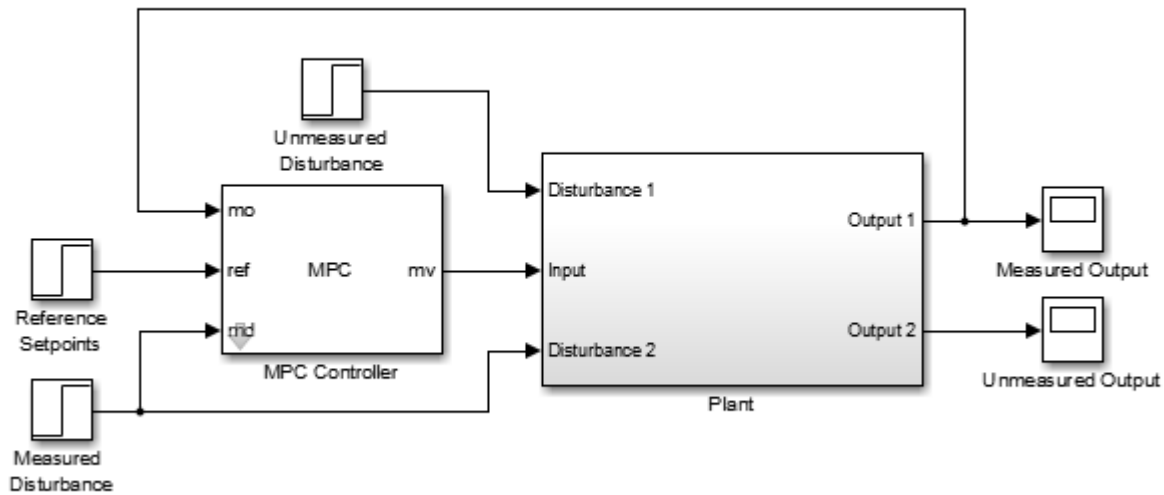 Unmeasured
Disturbance
mo
ref
md
MPC
mv
MPC Controller
Reference
Setpoints
Measured
Disturbance
Disturbance 1
Input
Disturbance 2
Output 1
Output 2
Plant
Measured Output
Unmeasured Output